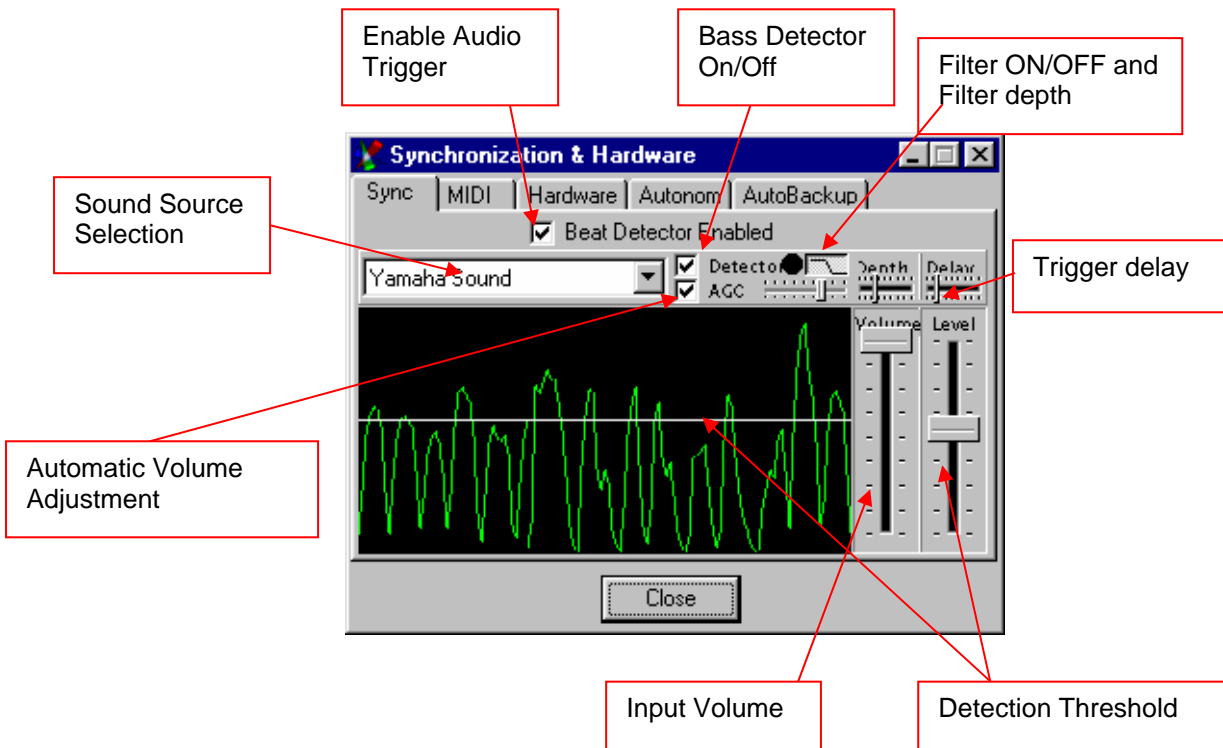 Enable Audio
Trigger
Bass Detector
On/Off
Filter ON/OFF and
Filter depth
Synchronization & Hardware
Sync MIDI Hardware Autonom AutoBackup
Sound Source
Selection
Beat Detector Enabled
Yamaha Sound
Detector
Depth
Delay
AGC
Trigger delay
Volume
Level
Automatic Volume
Adjustment
Close
Input Volume
Detection Threshold